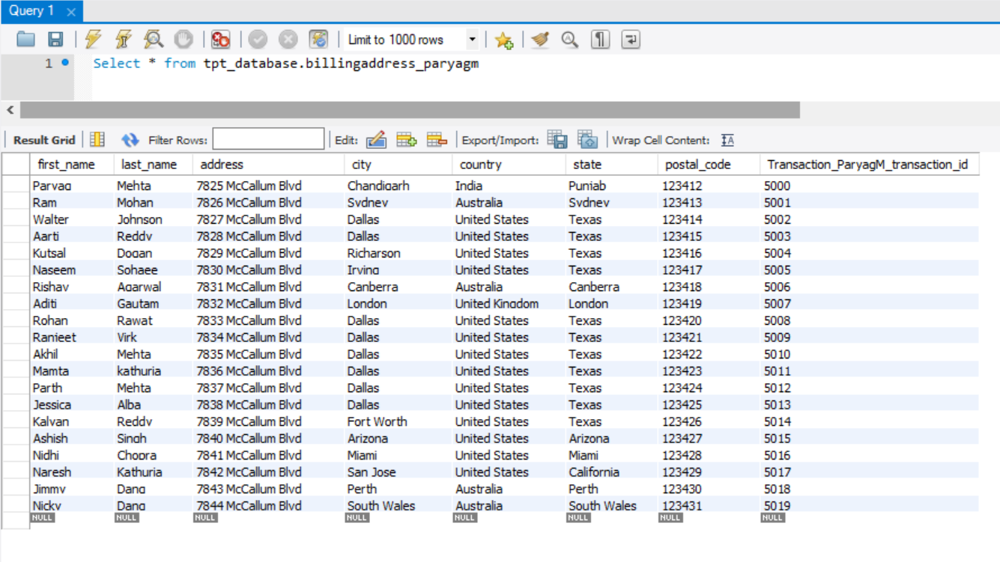 Query 1
Limit to 1000 rows
1 Select * from tpt_database.billingaddress_paryagm
Result Grid Filter Rows: Edit: Export/Import: Wrap Cell Content:
first_name last_name address city country state postal_code Transaction_ParyagM_transaction_id
Paryag Mehta 7825 McCallum Blvd Chandigarh India Punjab 123412 5000
Ram Mohan 7826 McCallum Blvd Sydney Australia Sydney 123413 5001
Walter Johnson 7827 McCallum Blvd Dallas United States Texas 123414 5002
Aarti Reddy 7828 McCallum Blvd Dallas United States Texas 123415 5003
Kutsal Dogan 7829 McCallum Blvd Richarson United States Texas 123416 5004
Naseem Sohaee 7830 McCallum Blvd Irving United States Texas 123417 5005
Rishav Agarwal 7831 McCallum Blvd Canberra Australia Canberra 123418 5006
Aditi Gautam 7832 McCallum Blvd London United Kingdom London 123419 5007
Rohan Rawat 7833 McCallum Blvd Dallas United States Texas 123420 5008
Ranjeet Virk 7834 McCallum Blvd Dallas United States Texas 123421 5009
Akhil Mehta 7835 McCallum Blvd Dallas United States Texas 123422 5010
Mamta kathuria 7836 McCallum Blvd Dallas United States Texas 123423 5011
Parth Mehta 7837 McCallum Blvd Dallas United States Texas 123424 5012
Jessica Alba 7838 McCallum Blvd Dallas United States Texas 123425 5013
Kalyan Reddy 7839 McCallum Blvd Fort Worth United States Texas 123426 5014
Ashish Singh 7840 McCallum Blvd Arizona United States Arizona 123427 5015
Nidhi Chopra 7841 McCallum Blvd Miami United States Miami 123428 5016
Naresh Kathuria 7842 McCallum Blvd San Jose United States California 123429 5017
Jimmy Dang 7843 McCallum Blvd Perth Australia Perth 123430 5018
Nicky Dang 7844 McCallum Blvd South Wales Australia South Wales 123431 5019
NULL NULL NULL NULL NULL NULL NULL NULL